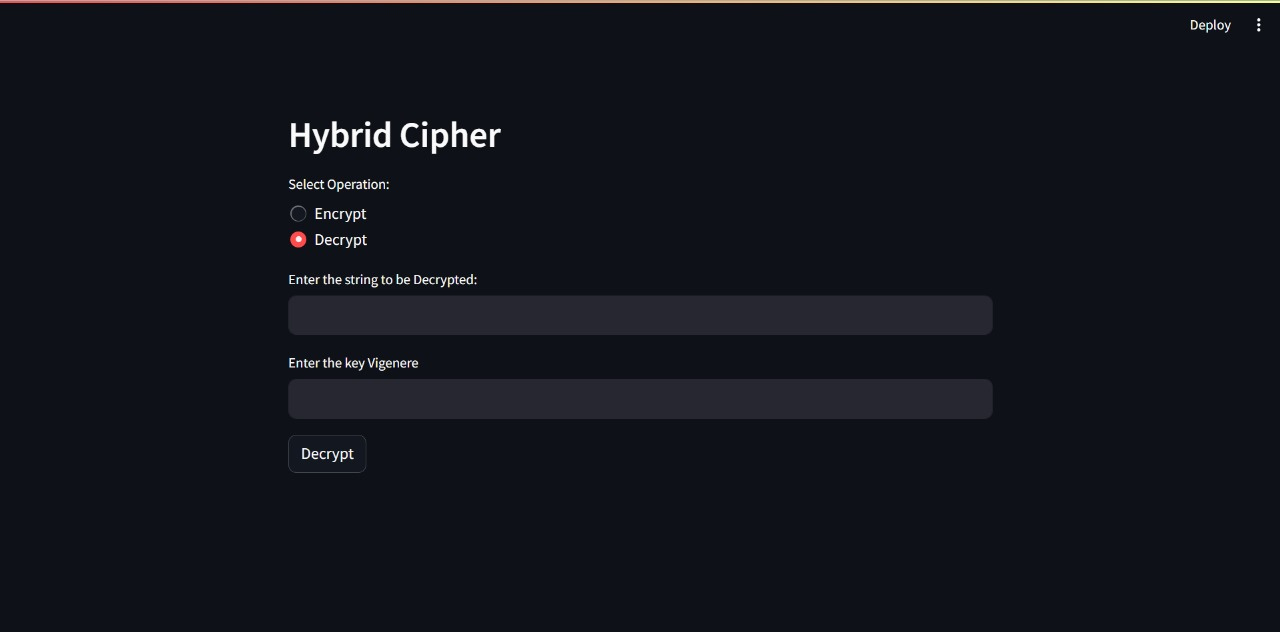 Deploy
Hybrid Cipher
Select Operation:
Encrypt
Decrypt
Enter the string to be Decrypted:
Enter the key Vigenere
Decrypt